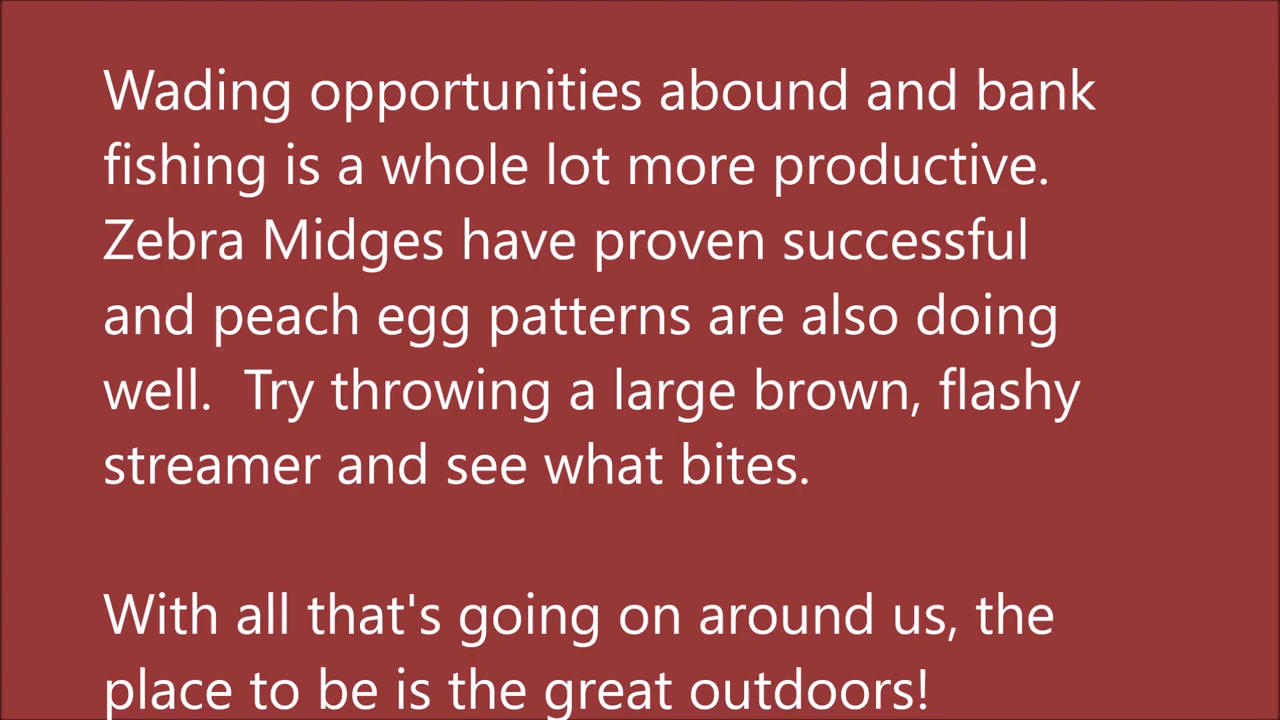 Wading opportunities abound and bank
fishing is a whole lot more productive.
Zebra Midges have proven successful
and peach egg patterns are also doing
well.  Try throwing a large brown, flashy
streamer and see what bites.
With all that's going on around us, the
place to be is the great outdoors!